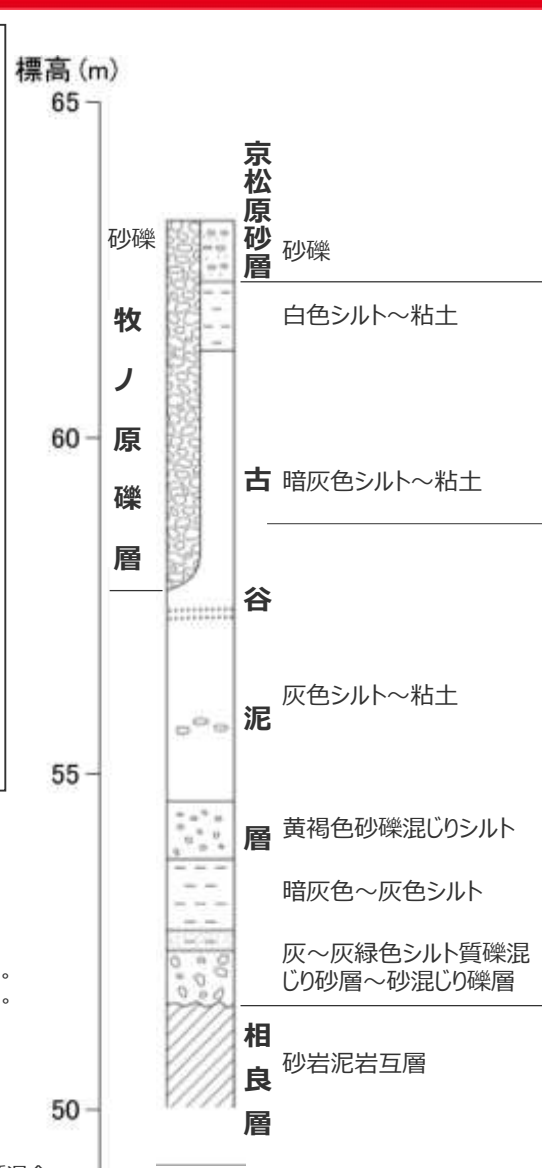 標高(m)
65
京松原砂層
砂礫
砂礫
白色シルト～粘土
牧ノ原礫層
60
古谷泥層
暗灰色シルト～粘土
灰色シルト～粘土
55
黄褐色砂礫混じりシルト
暗灰色～灰色シルト
灰～灰緑色シルト質礫混
じり砂層～砂混じり礫層
。
。
相良層
砂岩泥岩互層
50